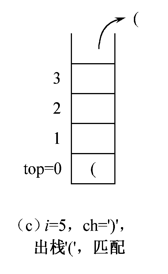 (
3
2
1
top=0 (
（c）i=5，ch=')'，
出栈'('，匹配